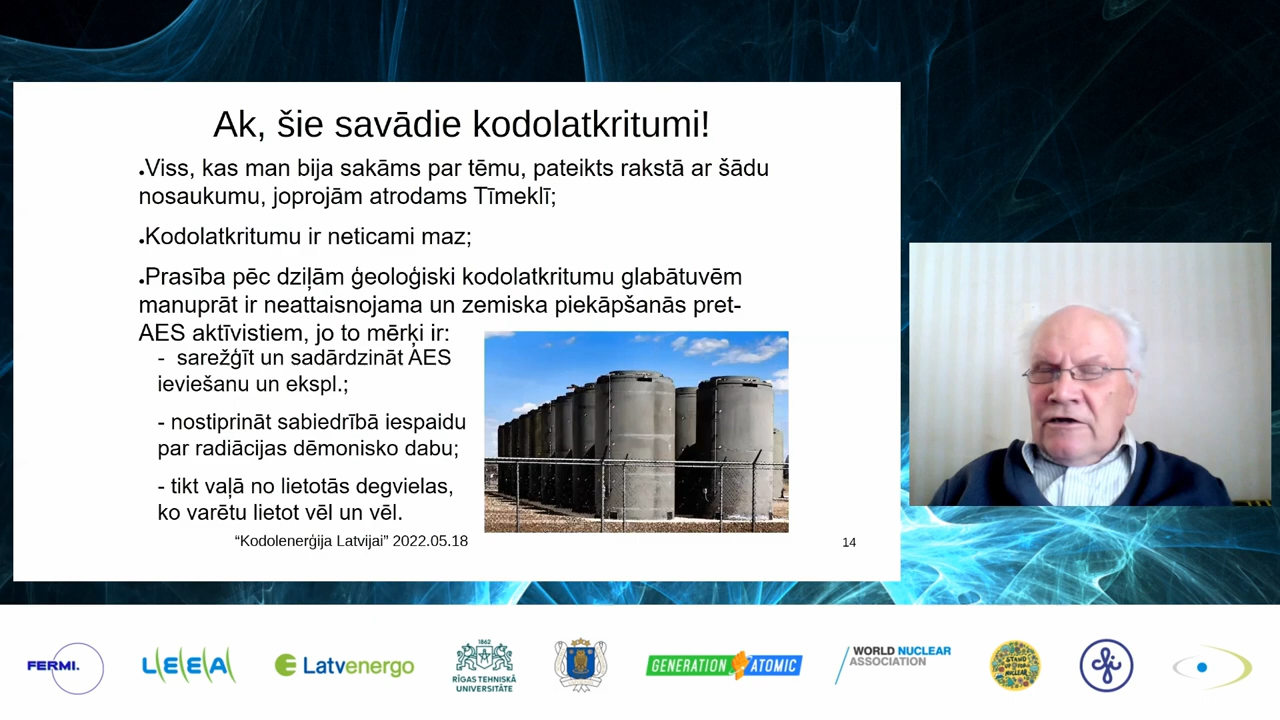 Ak, šie savādie kodolatkritumi!
●Viss, kas man bija sakāms par tēmu, pateikts rakstā ar šādu
nosaukumu, joprojām atrodams Tīmeklī;
●Kodolatkritumu ir neticami maz;
●Prasība pēc dziļām ģeoloģiski kodolatkritumu glabātuvēm
manuprāt ir neattaisnojama un zemiska piekāpšanās pret-
AES aktīvistiem, jo to mērķi ir:
- sarežģīt un sadārdzināt AES
ieviešanu un ekspl.;
- nostiprināt sabiedrībā iespaidu
par radiācijas dēmonisko dabu;
- tikt vaļā no lietotās degvielas,
ko varētu lietot vēl un vēl.
“Kodolenerģija Latvijai” 2022.05.18
14
FERMI.
LEEA
Latvenergo
1862
RĪGAS TEHNISKĀ
UNIVERSITĀTE
GENERATION ATOMIC
WORLD NUCLEAR
ASSOCIATION
STAND
UP FOR
NUCLEAR